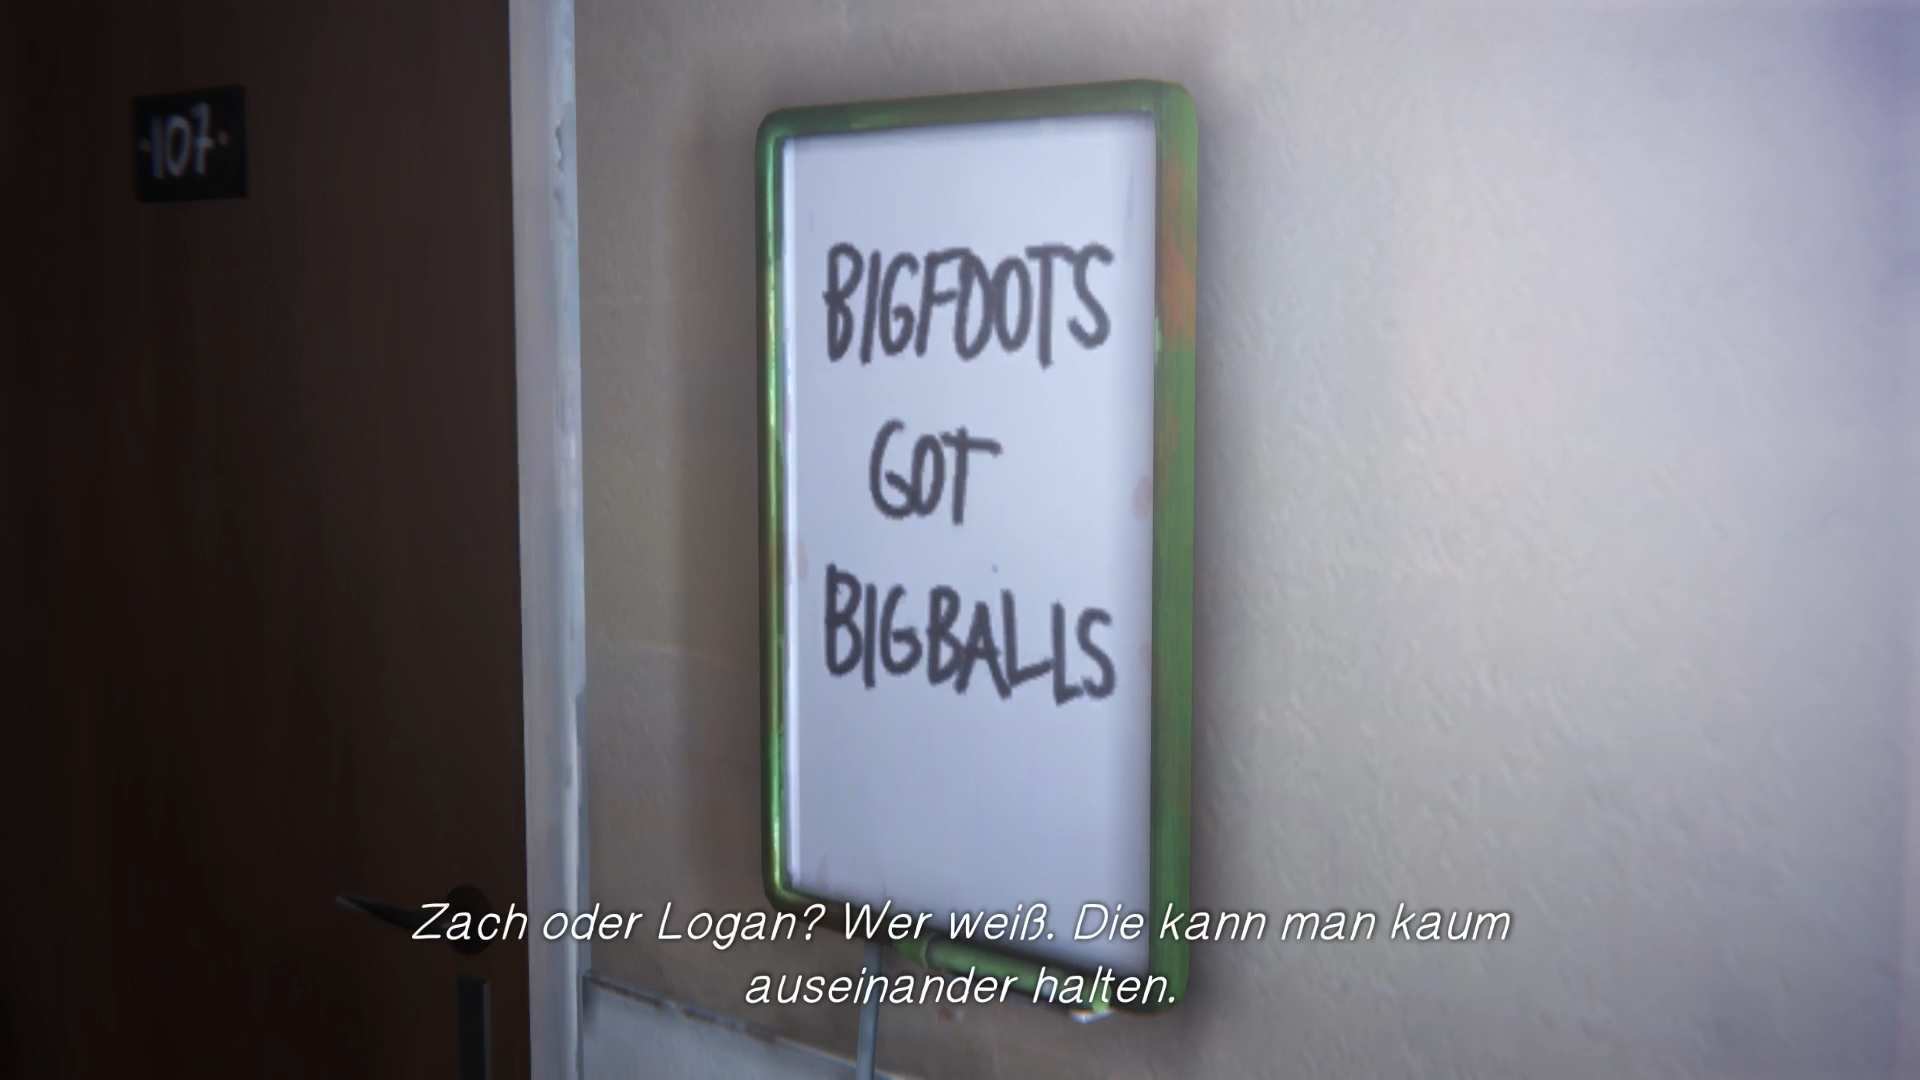 107
BIGFOOTS
GOT
BIGBALLS
Zach oder Logan? Wer weiß. Die kann man kaum
auseinander halten.